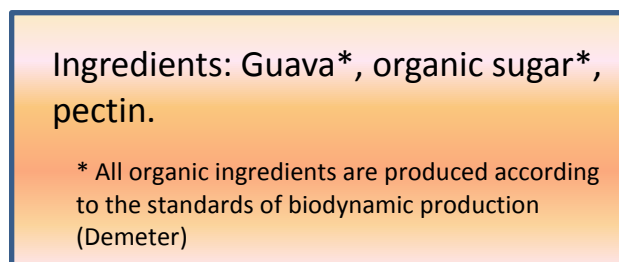 Ingredients: Guava*, organic sugar*,
pectin.
* All organic ingredients are produced according
to the standards of biodynamic production
(Demeter)